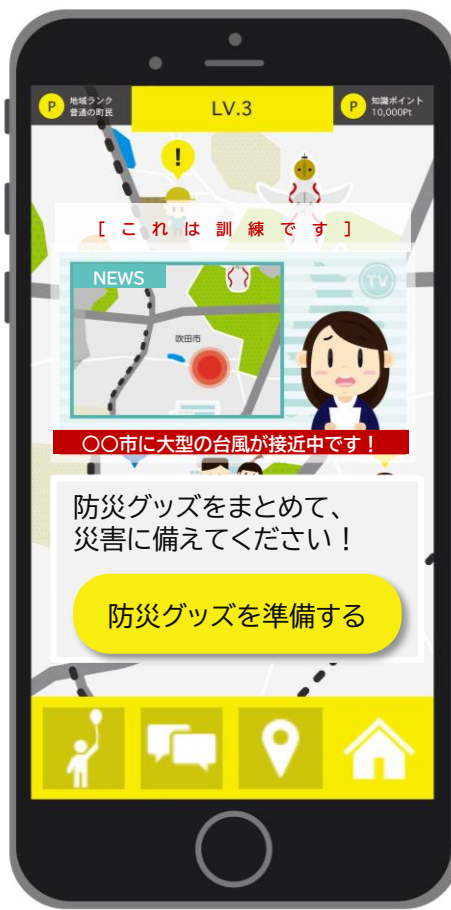 P
地域ランク
普通の町民
LV.3
P
知識ポイント
10,000Pt
!
[これは訓練です]
NEWS
吹田市
TV
〇〇市に大型の台風が接近中です！
防災グッズをまとめて、
災害に備えてください！
防災グッズを準備する